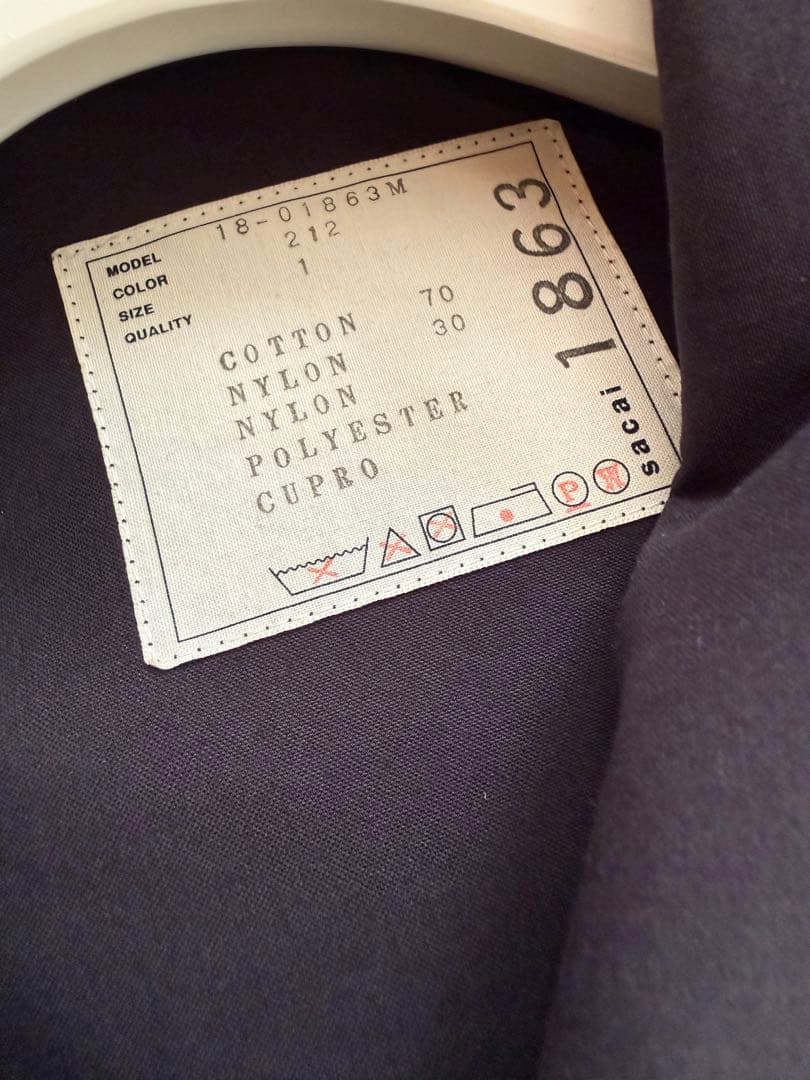 MODEL 18-01863M
COLOR 212
SIZE 1
QUALITY
COTTON 70
NYLON 30
NYLON
POLYESTER
CUPRO
P W
sacai 1863